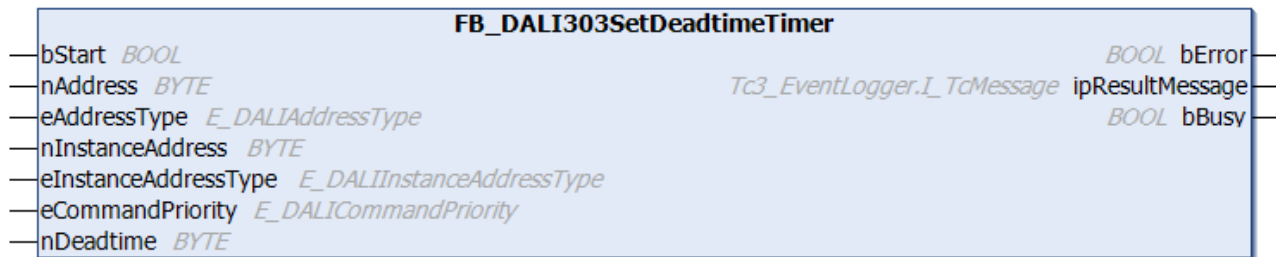 FB_DALI303SetDeadtimeTimer
bStart BOOL BOOL bError
nAddress BYTE Tc3_EventLogger.I_TcMessage ipResultMessage
eAddressType E_DALIAddressType BOOL bBusy
nInstanceAddress BYTE
eInstanceAddressType E_DALIInstanceAddressType
eCommandPriority E_DALICommandPriority
nDeadtime BYTE